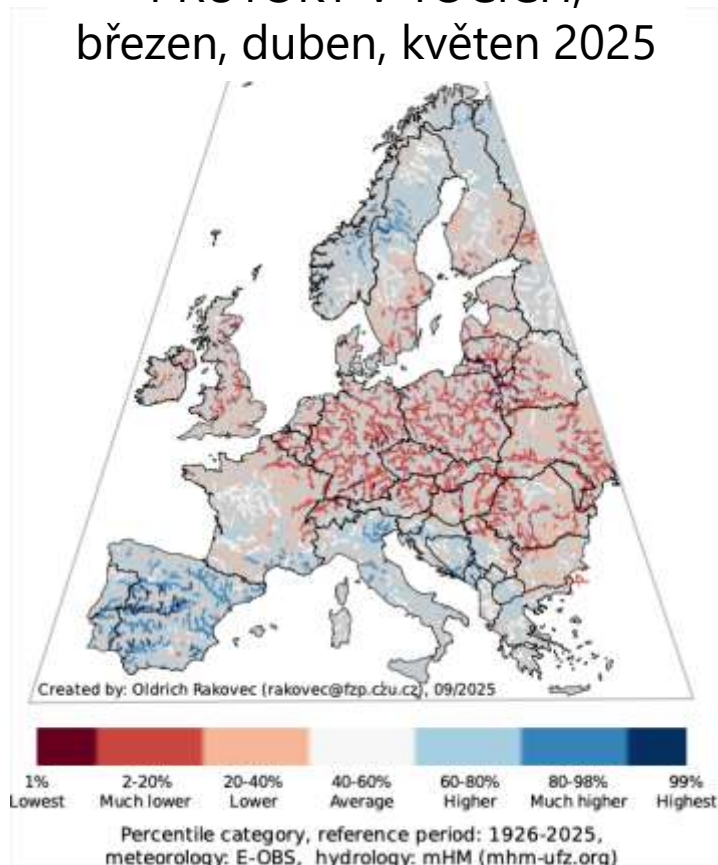 PRŮTOKY V TOCÍCH,
březen, duben, květen 2025
Created by: Oldrich Rakovec (rakovec@fzp.czu.cz), 09/2025
1% 2-20% 20-40% 40-60% 60-80% 80-98% 99%
Lowest Much lower Lower Average Higher Much higher Highest
Percentile category, reference period: 1926-2025,
meteorology: E-OBS, hydrology: mHM (mhm-ufz.org)